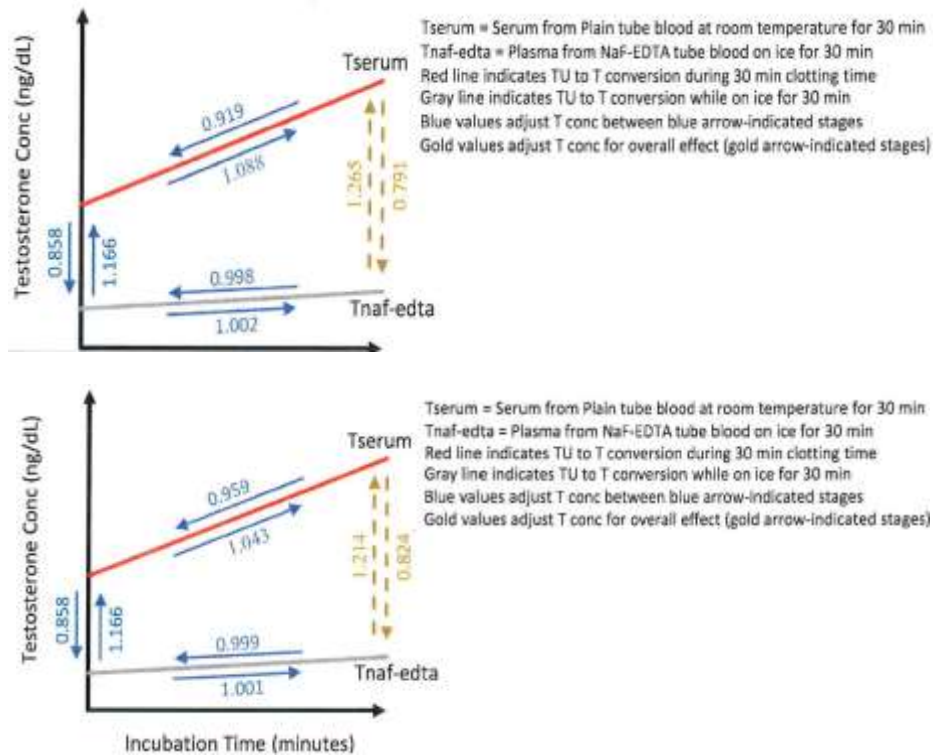 Testosterone Conc (ng/dL)
Tserum
0.919
1.088
1.265
0.791
0.858
1.166
0.998
1.002
Tnaf-edta
Tserum = Serum from Plain tube blood at room temperature for 30 min
Tnaf-edta = Plasma from NaF-EDTA tube blood on ice for 30 min
Red line indicates TU to T conversion during 30 min clotting time
Gray line indicates TU to T conversion while on ice for 30 min
Blue values adjust T conc between blue arrow-indicated stages
Gold values adjust T conc for overall effect (gold arrow-indicated stages)
Testosterone Conc (ng/dL)
Tserum
0.959
1.043
1.214
0.824
0.858
1.166
0.999
1.001
Tnaf-edta
Incubation Time (minutes)
Tserum = Serum from Plain tube blood at room temperature for 30 min
Tnaf-edta = Plasma from NaF-EDTA tube blood on ice for 30 min
Red line indicates TU to T conversion during 30 min clotting time
Gray line indicates TU to T conversion while on ice for 30 min
Blue values adjust T conc between blue arrow-indicated stages
Gold values adjust T conc for overall effect (gold arrow-indicated stages)